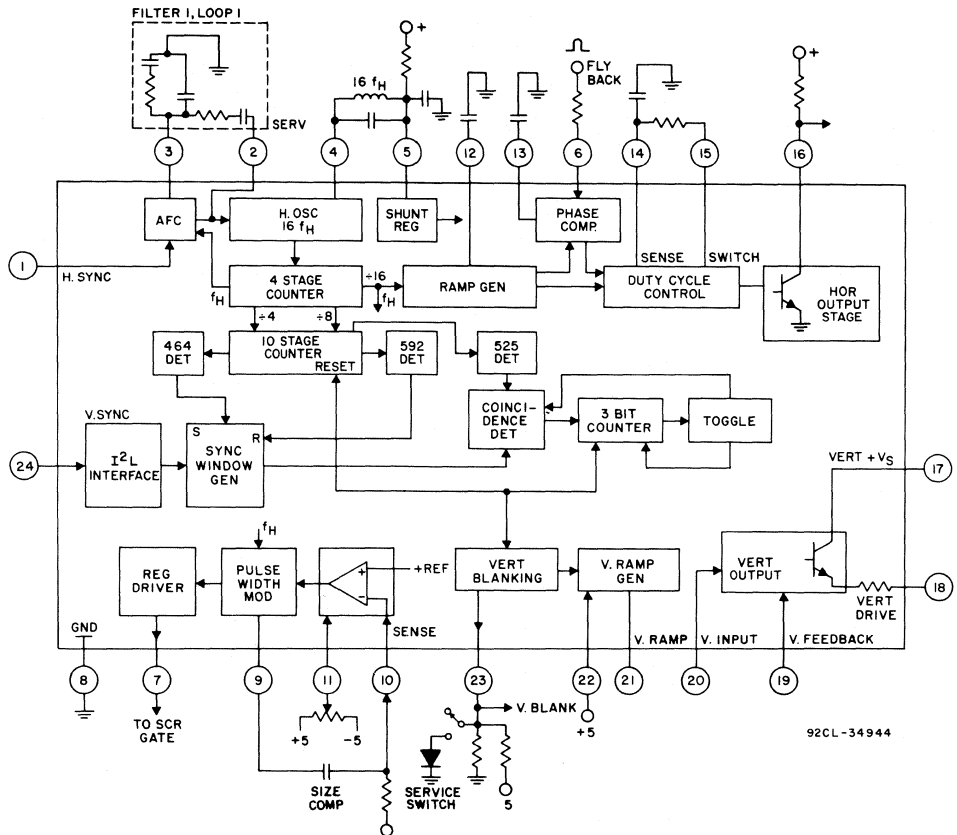 FILTER 1, LOOP 1
SERV
16 fH
+
FLY
BACK
+
3
2
4
5
12
13
6
14
15
16
AFC
H. OSC
16 fH
SHUNT
REG
PHASE
COMP.
SENSE
SWITCH
1
H. SYNC
fH
4 STAGE
COUNTER
÷16
fH
RAMP GEN
DUTY CYCLE
CONTROL
HOR
OUTPUT
STAGE
÷4
÷8
464
DET
10 STAGE
COUNTER
RESET
592
DET
525
DET
V. SYNC
S
R
COINCI-
DENCE
DET
3 BIT
COUNTER
TOGGLE
24
I2L
INTERFACE
SYNC
WINDOW
GEN
VERT +VS
17
fH
REG
DRIVER
PULSE
WIDTH
MOD
+
-
+REF
SENSE
VERT
BLANKING
V. RAMP
GEN
VERT
OUTPUT
VERT
DRIVE
18
GND
V. RAMP
V. INPUT
V. FEEDBACK
8
7
9
11
10
23
22
21
20
19
TO SCR
GATE
+5
-5
V. BLANK
+5
SIZE
COMP
SERVICE
SWITCH
5
92CL-34944